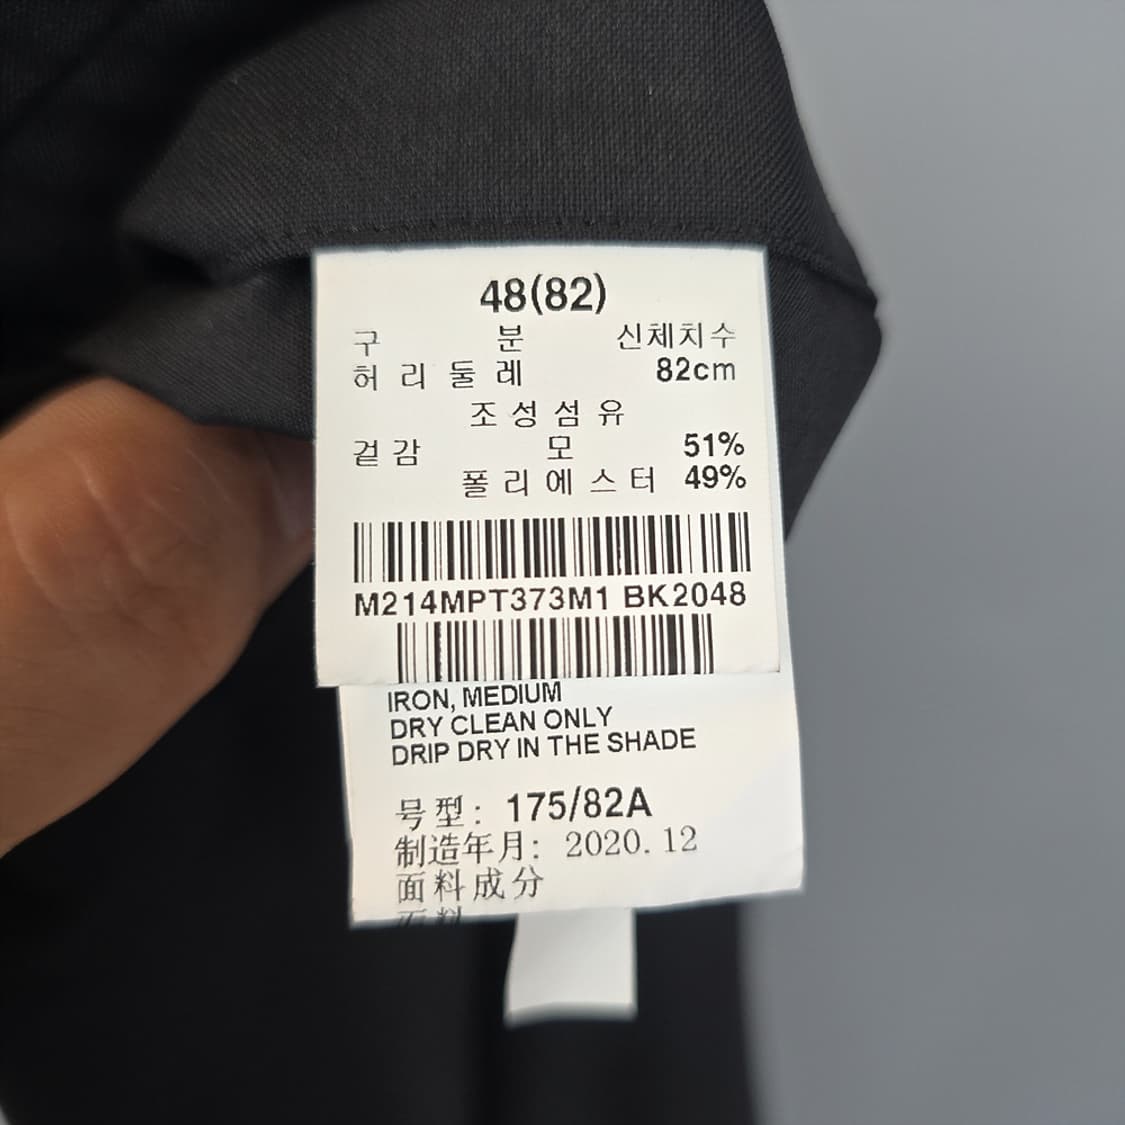 48(82)
구 분 신체치수
허리둘레 82cm
조성섬유
겉감 모 51%
폴리에스터 49%
M214MPT373M1 BK2048
IRON, MEDIUM
DRY CLEAN ONLY
DRIP DRY IN THE SHADE
号型: 175/82A
制造年月: 2020.12
面料成分